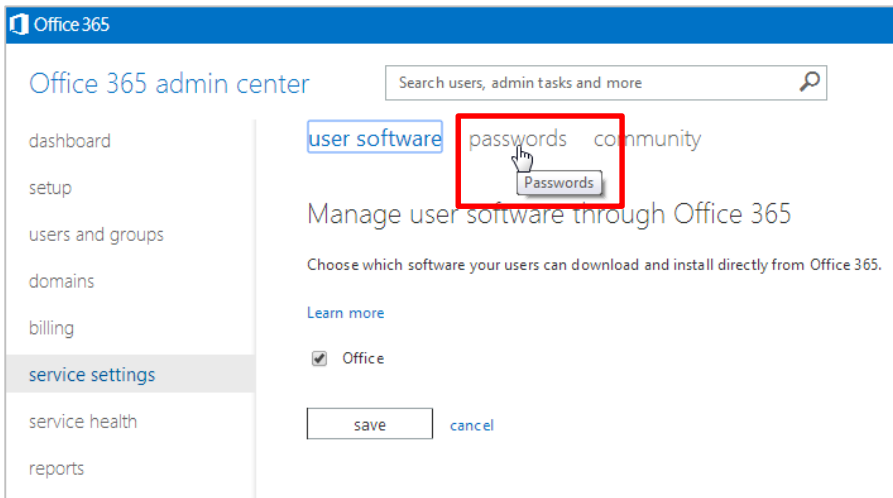 Office 365
Office 365 admin center
Search users, admin tasks and more
dashboard
setup
users and groups
domains
billing
service settings
service health
reports
user software passwords community
Passwords
Manage user software through Office 365
Choose which software your users can download and install directly from Office 365.
Learn more
Office
save cancel